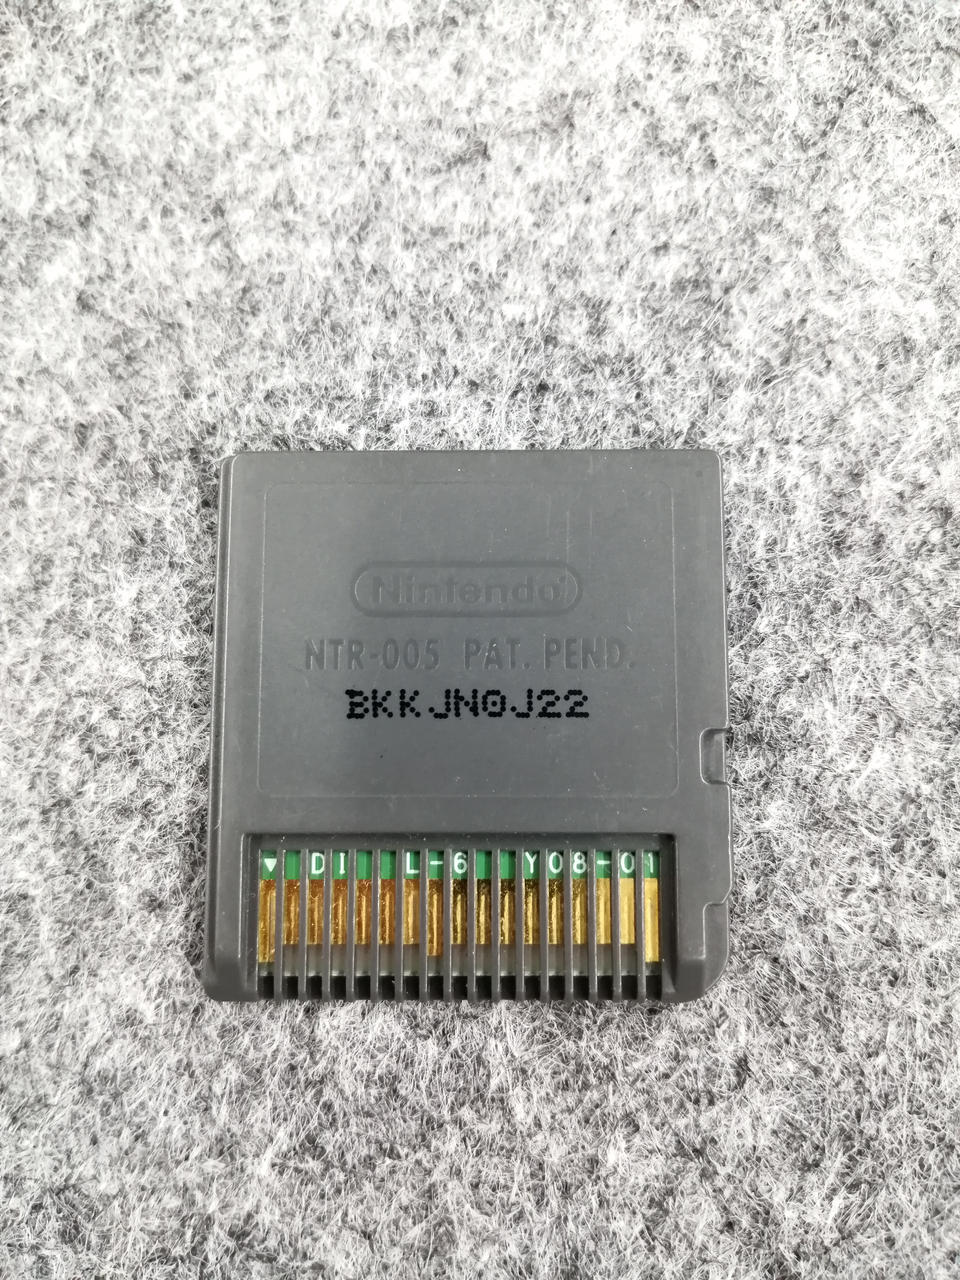 Nintendo
NTR-005 PAT. PEND.
BKKJN0J22
▼ DI L-6 Y08-01